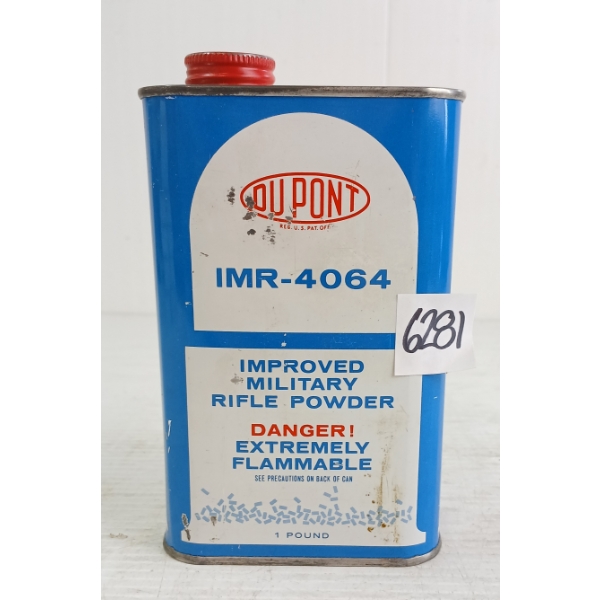 DU PONT
REG. U.S. PAT. OFF.
IMR-4064
6281
IMPROVED
MILITARY
RIFLE POWDER
DANGER!
EXTREMELY
FLAMMABLE
SEE PRECAUTIONS ON BACK OF CAN
1 POUND